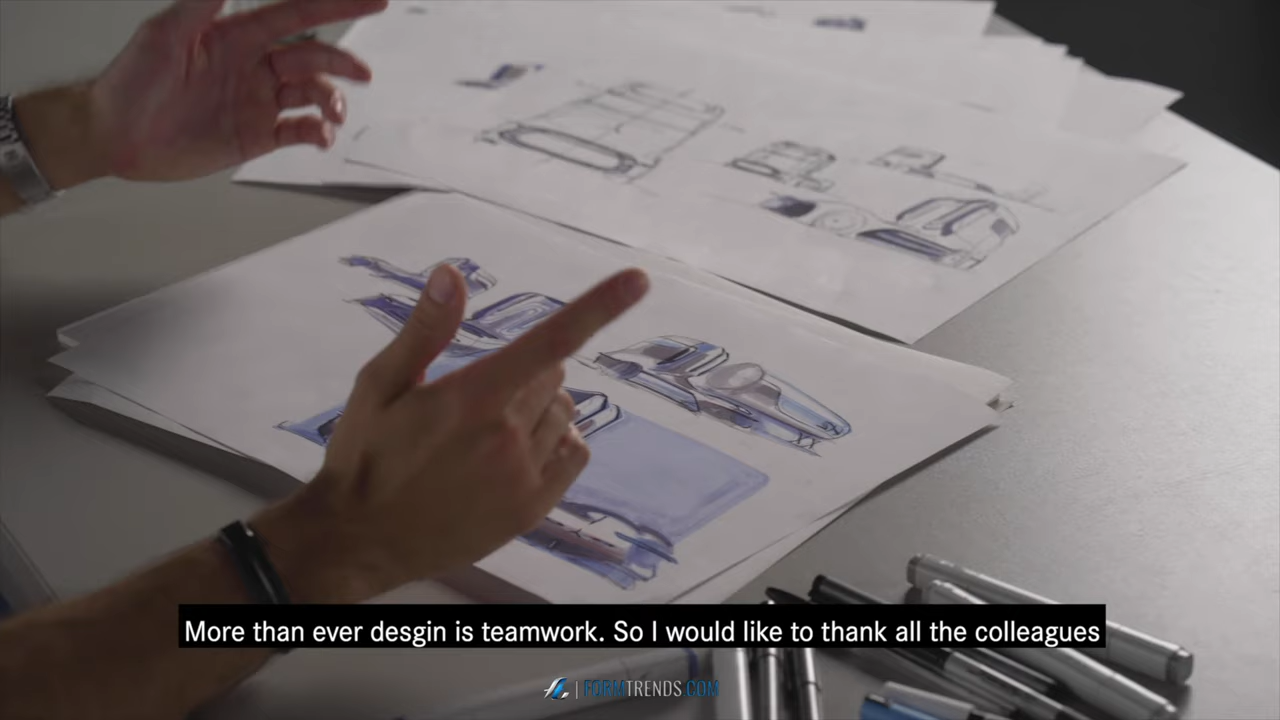 More than ever desgin is teamwork. So I would like to thank all the colleagues
| FORMTRENDS.COM